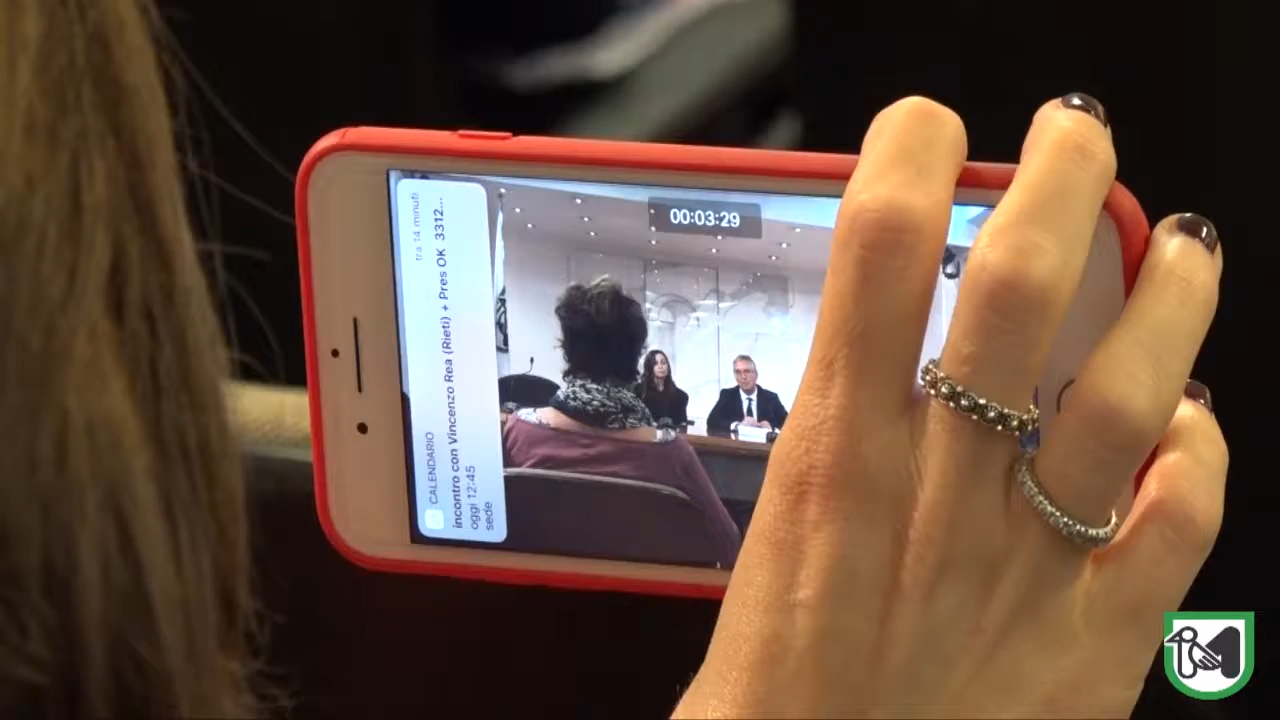 00:03:29
CALENDARIO
tra 14 minuti
incontro con Vincenzo Rea (Rieti) + Pres OK 3312...
oggi 12:45
sede